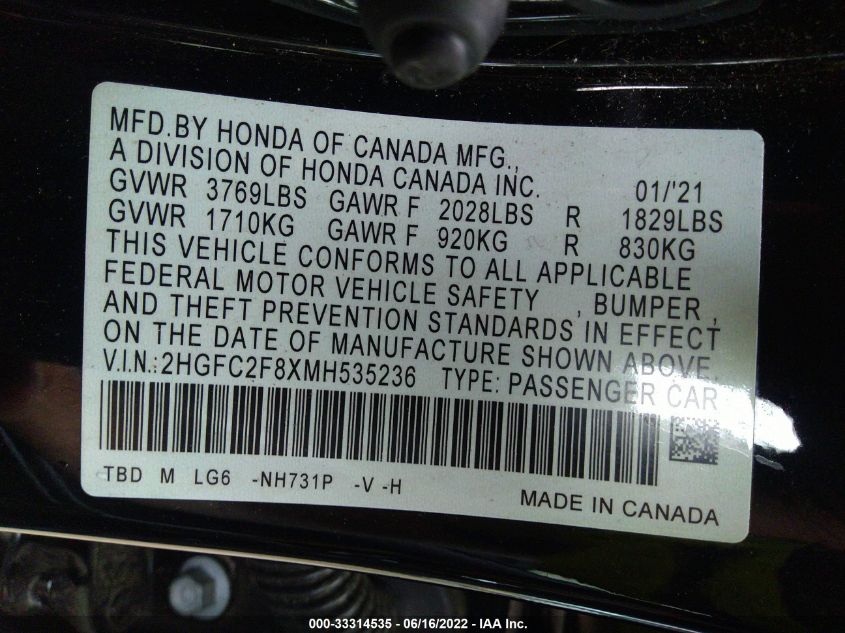 MFD.BY HONDA OF CANADA MFG.,
A DIVISION OF HONDA CANADA INC. 01/'21
GVWR 3769LBS GAWR F 2028LBS R 1829LBS
GVWR 1710KG GAWR F 920KG R 830KG
THIS VEHICLE CONFORMS TO ALL APPLICABLE
FEDERAL MOTOR VEHICLE SAFETY , BUMPER ,
AND THEFT PREVENTION STANDARDS IN EFFECT
ON THE DATE OF MANUFACTURE SHOWN ABOVE.
V.I.N.:2HGFC2F8XMH535236 TYPE: PASSENGER CAR
TBD M LG6 -NH731P -V -H
MADE IN CANADA
000-33314535 - 06/16/2022 - IAA Inc.